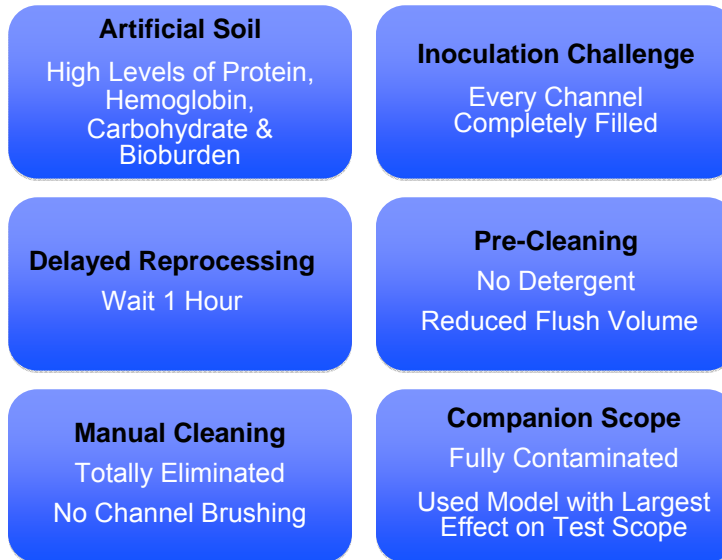 Artificial Soil
High Levels of Protein,
Hemoglobin,
Carbohydrate &
Bioburden
Inoculation Challenge
Every Channel
Completely Filled
Delayed Reprocessing
Wait 1 Hour
Pre-Cleaning
No Detergent
Reduced Flush Volume
Manual Cleaning
Totally Eliminated
No Channel Brushing
Companion Scope
Fully Contaminated
Used Model with Largest
Effect on Test Scope